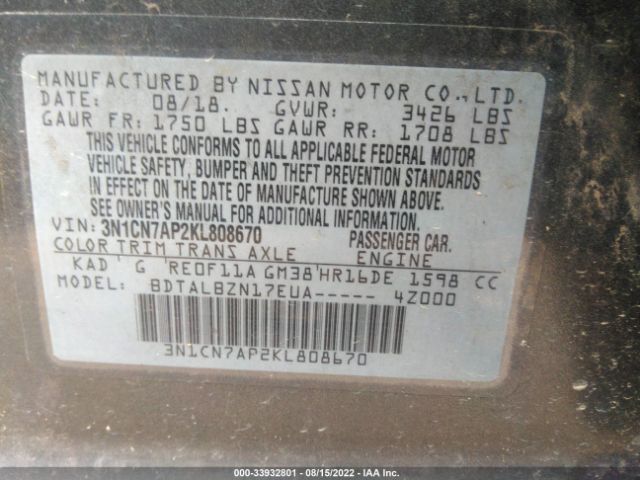 MANUFACTURED BY NISSAN MOTOR CO., LTD.
DATE: 08/18. GVWR: 3426 LBS
GAWR FR: 1750 LBS GAWR RR: 1708 LBS
THIS VEHICLE CONFORMS TO ALL APPLICABLE FEDERAL MOTOR
VEHICLE SAFETY, BUMPER AND THEFT PREVENTION STANDARDS
IN EFFECT ON THE DATE OF MANUFACTURE SHOWN ABOVE.
SEE OWNER'S MANUAL FOR ADDITIONAL INFORMATION.
VIN: 3N1CN7AP2KL808670 PASSENGER CAR.
COLOR TRIM TRANS AXLE ENGINE
KAD ' G 'RE0F11A GM38'HR16DE 1598 CC
MODEL: BDTALBZN17EUA----- 4Z000
3N1CN7AP2KL808670
000-33932801 - 08/15/2022 - IAA Inc.